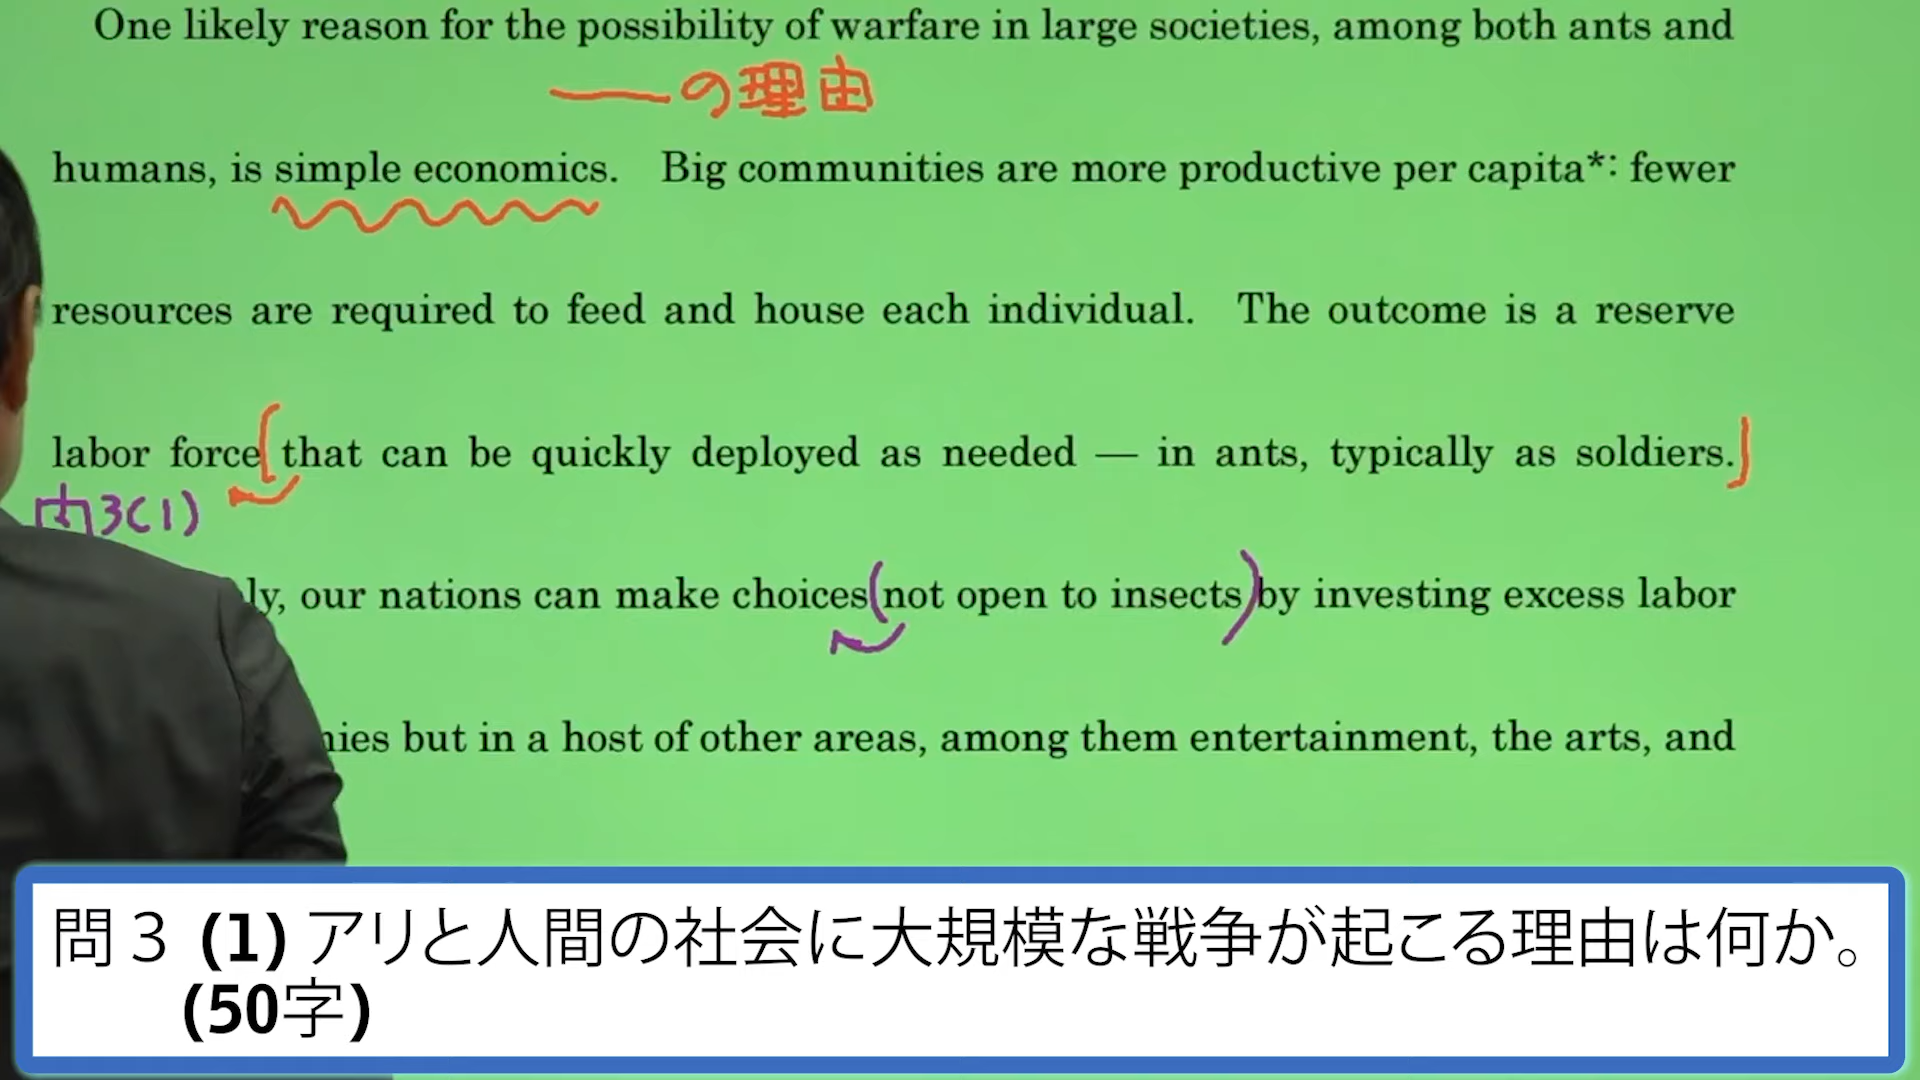 One likely reason for the possibility of warfare in large societies, among both ants and
ーの理由
humans, is simple economics. Big communities are more productive per capita*: fewer
resources are required to feed and house each individual. The outcome is a reserve
labor force that can be quickly deployed as needed — in ants, typically as soldiers.
内3(1)
our nations can make choices (not open to insects) by investing excess labor
but in a host of other areas, among them entertainment, the arts, and
問3 (1) アリと人間の社会に大規模な戦争が起こる理由は何か。
(50字)